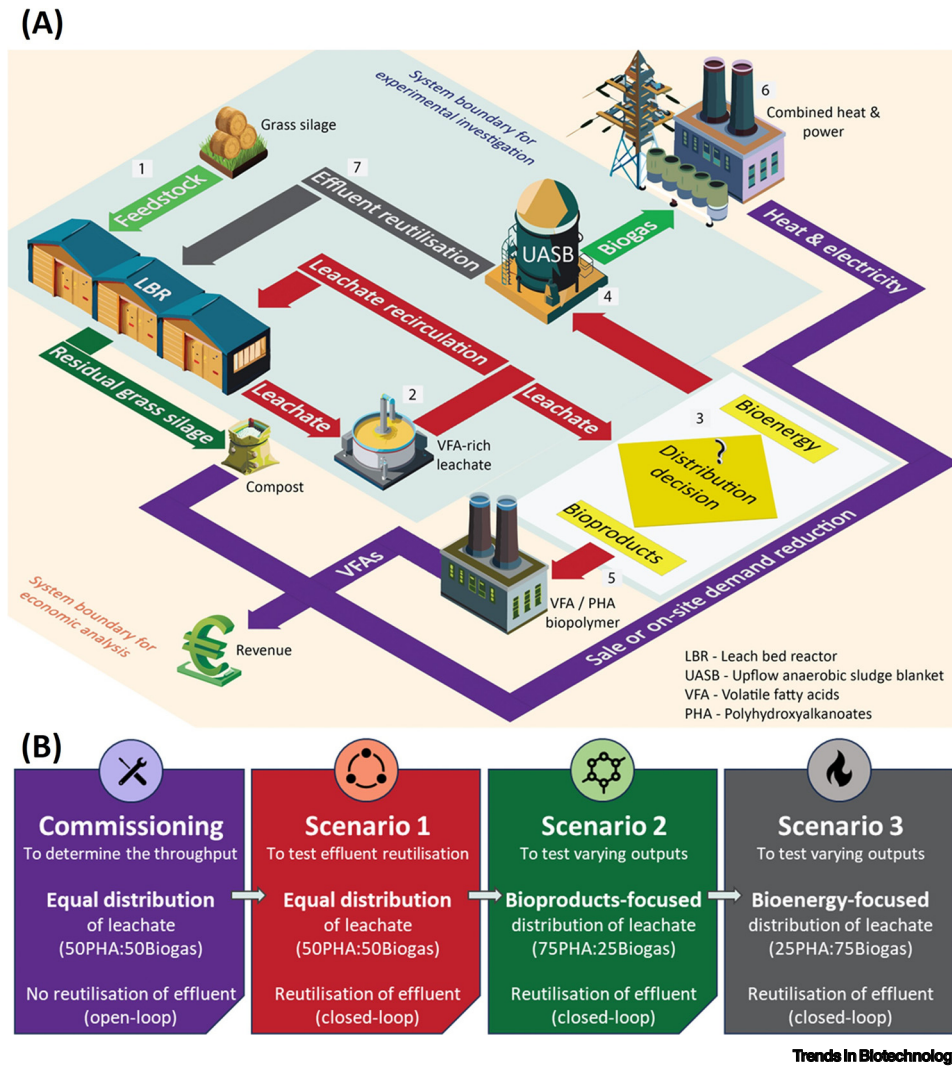 (A)
System boundary for
experimental investigation
6
Combined heat &
power
Grass silage
1
Feedstock
7
Effluent reutilisation
UASB
Biogas
Heat & electricity
LBR
Leachate recirculation
4
Residual grass silage
Leachate
2
VFA-rich
leachate
Leachate
3
Bioenergy
?
Distribution
decision
Bioproducts
Compost
5
VFA / PHA
biopolymer
VFAs
Sale or on-site demand reduction
System boundary for
economic analysis
Revenue
LBR - Leach bed reactor
UASB - Upflow anaerobic sludge blanket
VFA - Volatile fatty acids
PHA - Polyhydroxyalkanoates
(B)
Commissioning
To determine the throughput
Equal distribution
of leachate
(50PHA:50Biogas)
No reutilisation of effluent
(open-loop)
Scenario 1
To test effluent reutilisation
Equal distribution
of leachate
(50PHA:50Biogas)
Reutilisation of effluent
(closed-loop)
Scenario 2
To test varying outputs
Bioproducts-focused
distribution of leachate
(75PHA:25Biogas)
Reutilisation of effluent
(closed-loop)
Scenario 3
To test varying outputs
Bioenergy-focused
distribution of leachate
(25PHA:75Biogas)
Reutilisation of effluent
(closed-loop)
Trends in Biotechnolog